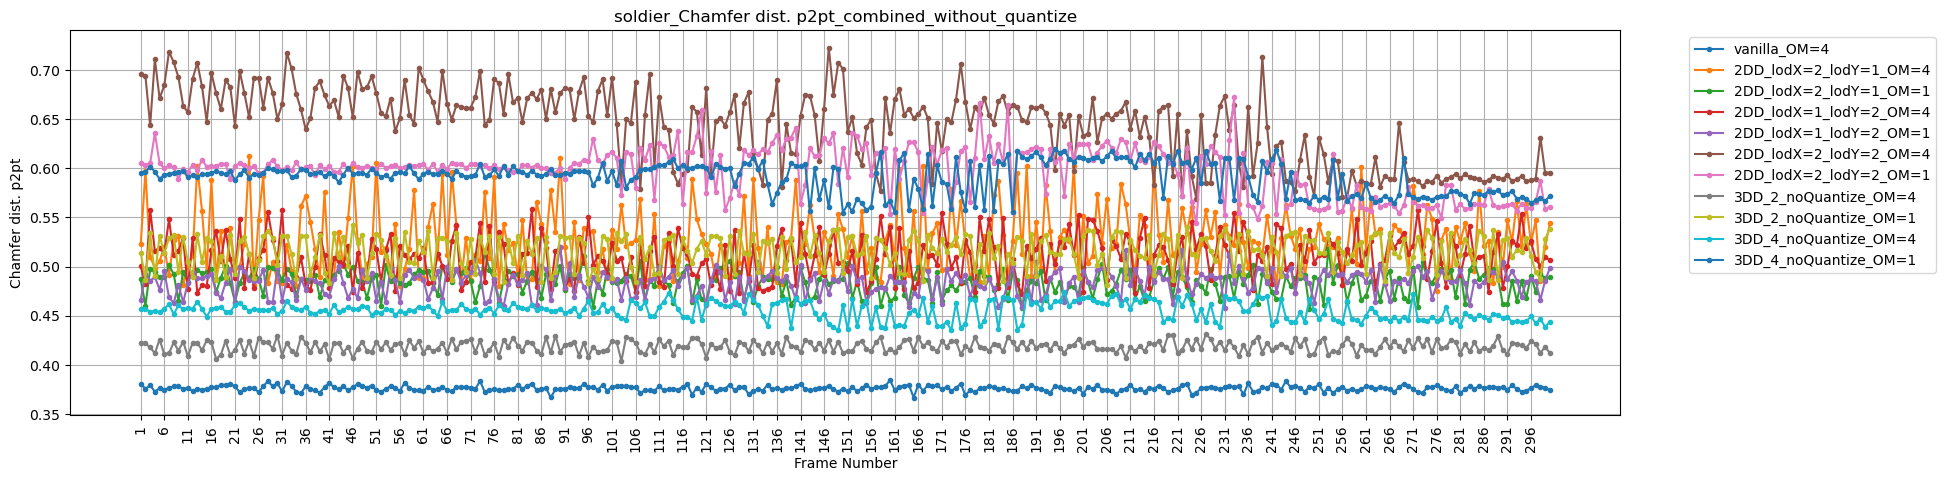 soldier_Chamfer dist. p2pt_combined_without_quantize
Chamfer dist. p2pt
0.70
0.65
0.60
0.55
0.50
0.45
0.40
0.35
1 6 11 16 21 26 31 36 41 46 51 56 61 66 71 76 81 86 91 96 101 106 111 116 121 126 131 136 141 146 151 156 161 166 171 176 181 186 191 196 201 206 211 216 221 226 231 236 241 246 251 256 261 266 271 276 281 286 291 296
Frame Number
vanilla_OM=4
2DD_lodX=2_lodY=1_OM=4
2DD_lodX=2_lodY=1_OM=1
2DD_lodX=1_lodY=2_OM=4
2DD_lodX=1_lodY=2_OM=1
2DD_lodX=2_lodY=2_OM=4
2DD_lodX=2_lodY=2_OM=1
3DD_2_noQuantize_OM=4
3DD_2_noQuantize_OM=1
3DD_4_noQuantize_OM=4
3DD_4_noQuantize_OM=1